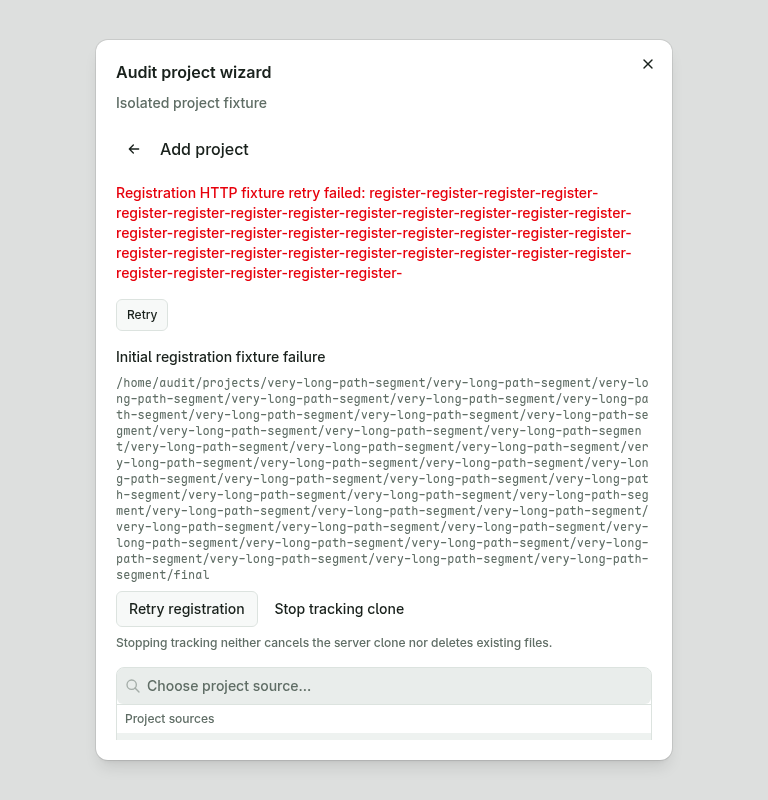 Audit project wizard
Isolated project fixture
Add project
Registration HTTP fixture retry failed: register-register-register-register-
register-register-register-register-register-register-register-register-register-
register-register-register-register-register-register-register-register-register-
register-register-register-register-register-register-register-register-register-
register-register-register-register-register-
Retry
Initial registration fixture failure
/home/audit/projects/very-long-path-segment/very-long-path-segment/very-lo
ng-path-segment/very-long-path-segment/very-long-path-segment/very-long-pa
th-segment/very-long-path-segment/very-long-path-segment/very-long-path-se
gment/very-long-path-segment/very-long-path-segment/very-long-path-segmen
t/very-long-path-segment/very-long-path-segment/very-long-path-segment/ver
y-long-path-segment/very-long-path-segment/very-long-path-segment/very-lon
g-path-segment/very-long-path-segment/very-long-path-segment/very-long-pat
h-segment/very-long-path-segment/very-long-path-segment/very-long-path-seg
ment/very-long-path-segment/very-long-path-segment/very-long-path-segment/
very-long-path-segment/very-long-path-segment/very-long-path-segment/very-
long-path-segment/very-long-path-segment/very-long-path-segment/very-long-
path-segment/very-long-path-segment/very-long-path-segment/very-long-path-
segment/final
Retry registration
Stop tracking clone
Stopping tracking neither cancels the server clone nor deletes existing files.
Choose project source...
Project sources